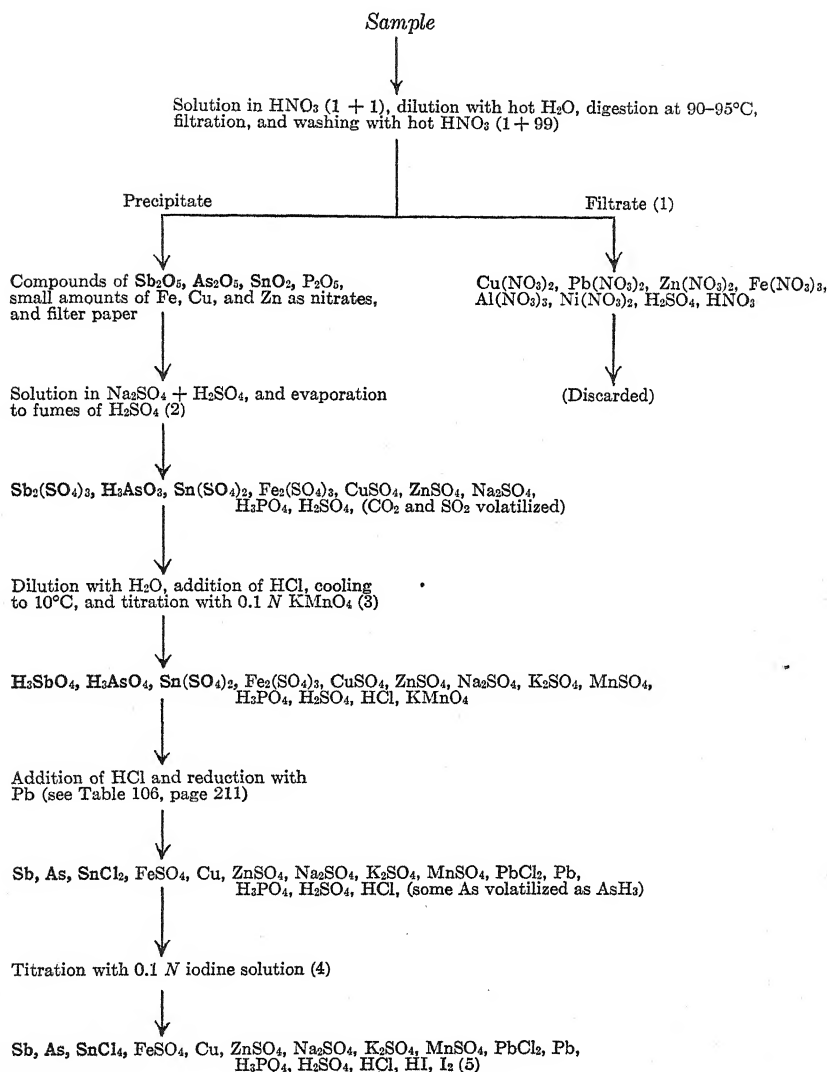 Sample
Solution in HNO₃ (1 + 1), dilution with hot H₂O, digestion at 90–95°C,
filtration, and washing with hot HNO₃ (1 + 99)
Precipitate
Filtrate (1)
Compounds of Sb₂O₅, As₂O₅, SnO₂, P₂O₅,
small amounts of Fe, Cu, and Zn as nitrates,
and filter paper
Cu(NO₃)₂, Pb(NO₃)₂, Zn(NO₃)₂, Fe(NO₃)₃,
Al(NO₃)₃, Ni(NO₃)₂, H₂SO₄, HNO₃
Solution in Na₂SO₄ + H₂SO₄, and evaporation
to fumes of H₂SO₄ (2)
(Discarded)
Sb₂(SO₄)₃, H₃AsO₃, Sn(SO₄)₂, Fe₂(SO₄)₃, CuSO₄, ZnSO₄, Na₂SO₄,
H₃PO₄, H₂SO₄, (CO₂ and SO₂ volatilized)
Dilution with H₂O, addition of HCl, cooling
to 10°C, and titration with 0.1 N KMnO₄ (3)
H₃SbO₄, H₃AsO₄, Sn(SO₄)₂, Fe₂(SO₄)₃, CuSO₄, ZnSO₄, Na₂SO₄, K₂SO₄, MnSO₄,
H₃PO₄, H₂SO₄, HCl, KMnO₄
Addition of HCl and reduction with
Pb (see Table 106, page 211)
Sb, As, SnCl₂, FeSO₄, Cu, ZnSO₄, Na₂SO₄, K₂SO₄, MnSO₄, PbCl₂, Pb,
H₃PO₄, H₂SO₄, HCl, (some As volatilized as AsH₃)
Titration with 0.1 N iodine solution (4)
Sb, As, SnCl₄, FeSO₄, Cu, ZnSO₄, Na₂SO₄, K₂SO₄, MnSO₄, PbCl₂, Pb,
H₃PO₄, H₂SO₄, HCl, HI, I₂ (5)